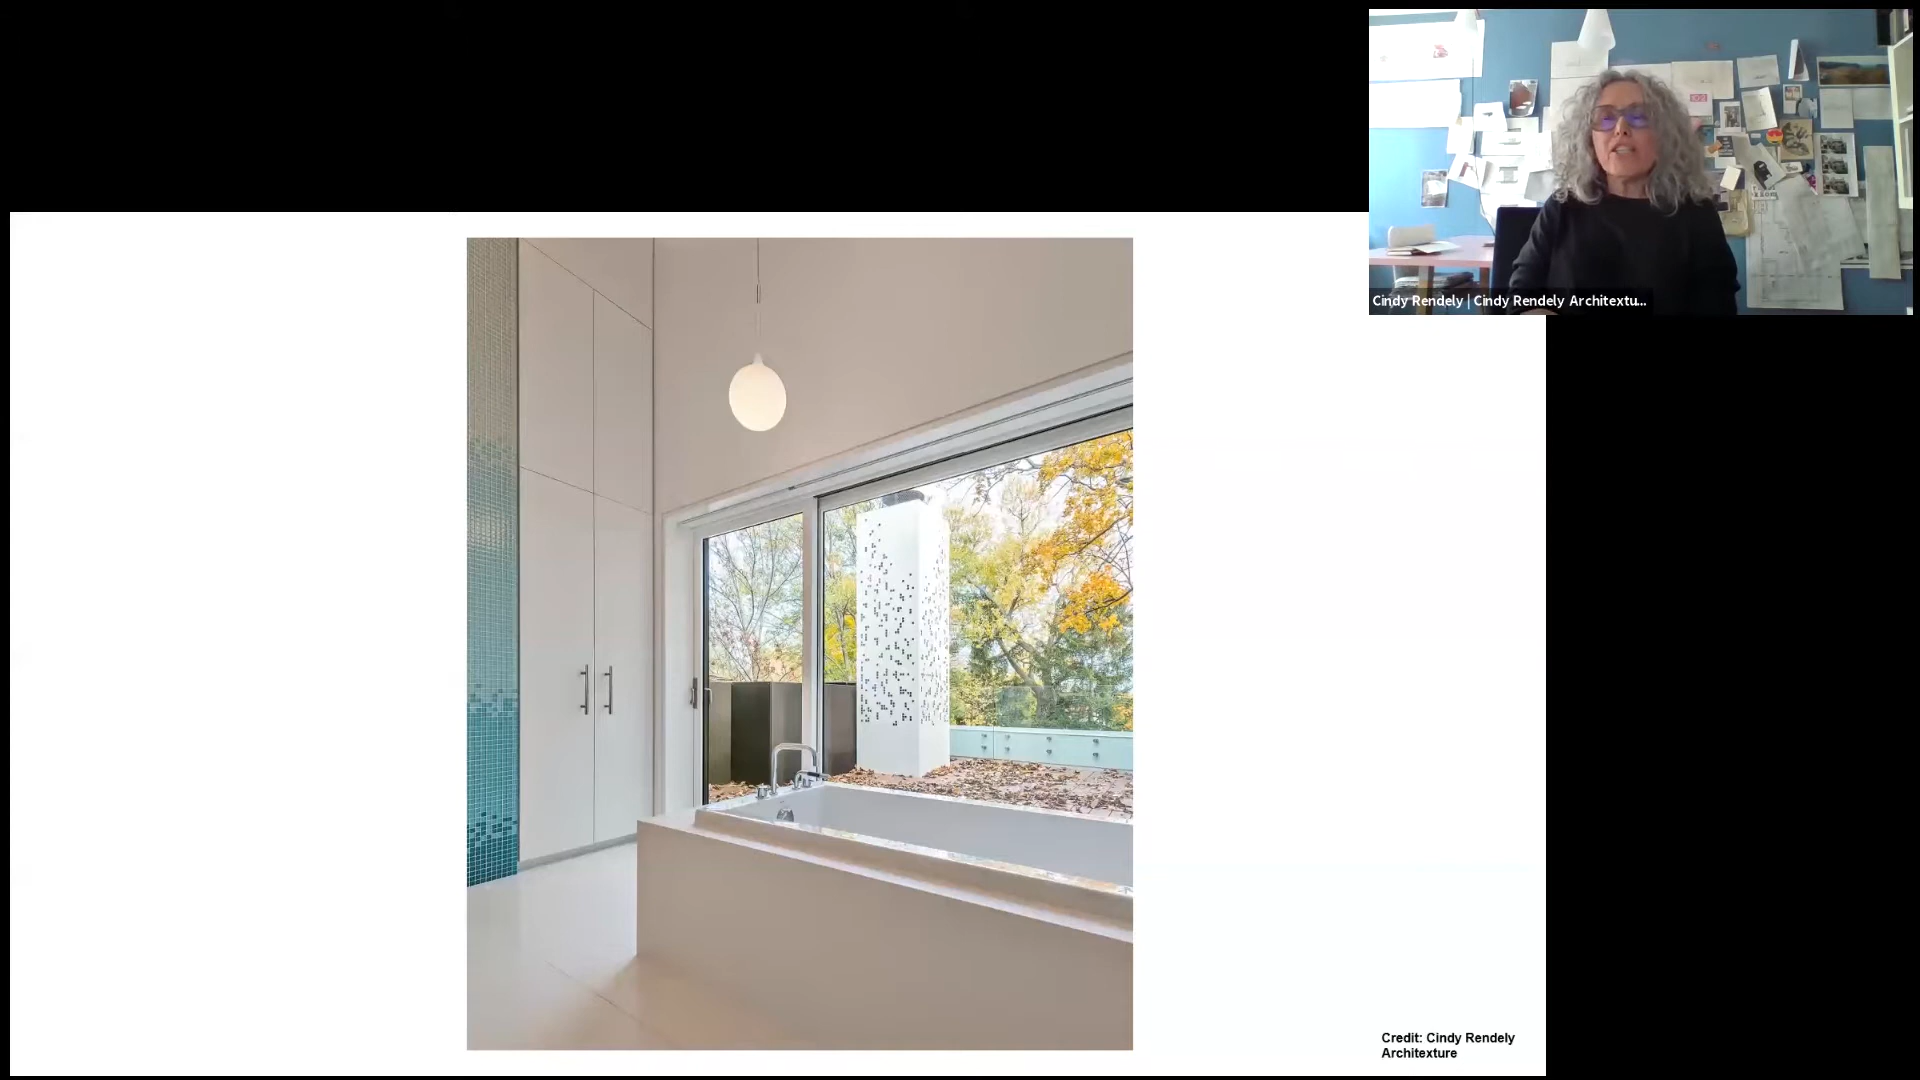 Cindy Rendely | Cindy Rendely Architextu...
Credit: Cindy Rendely
Architexture